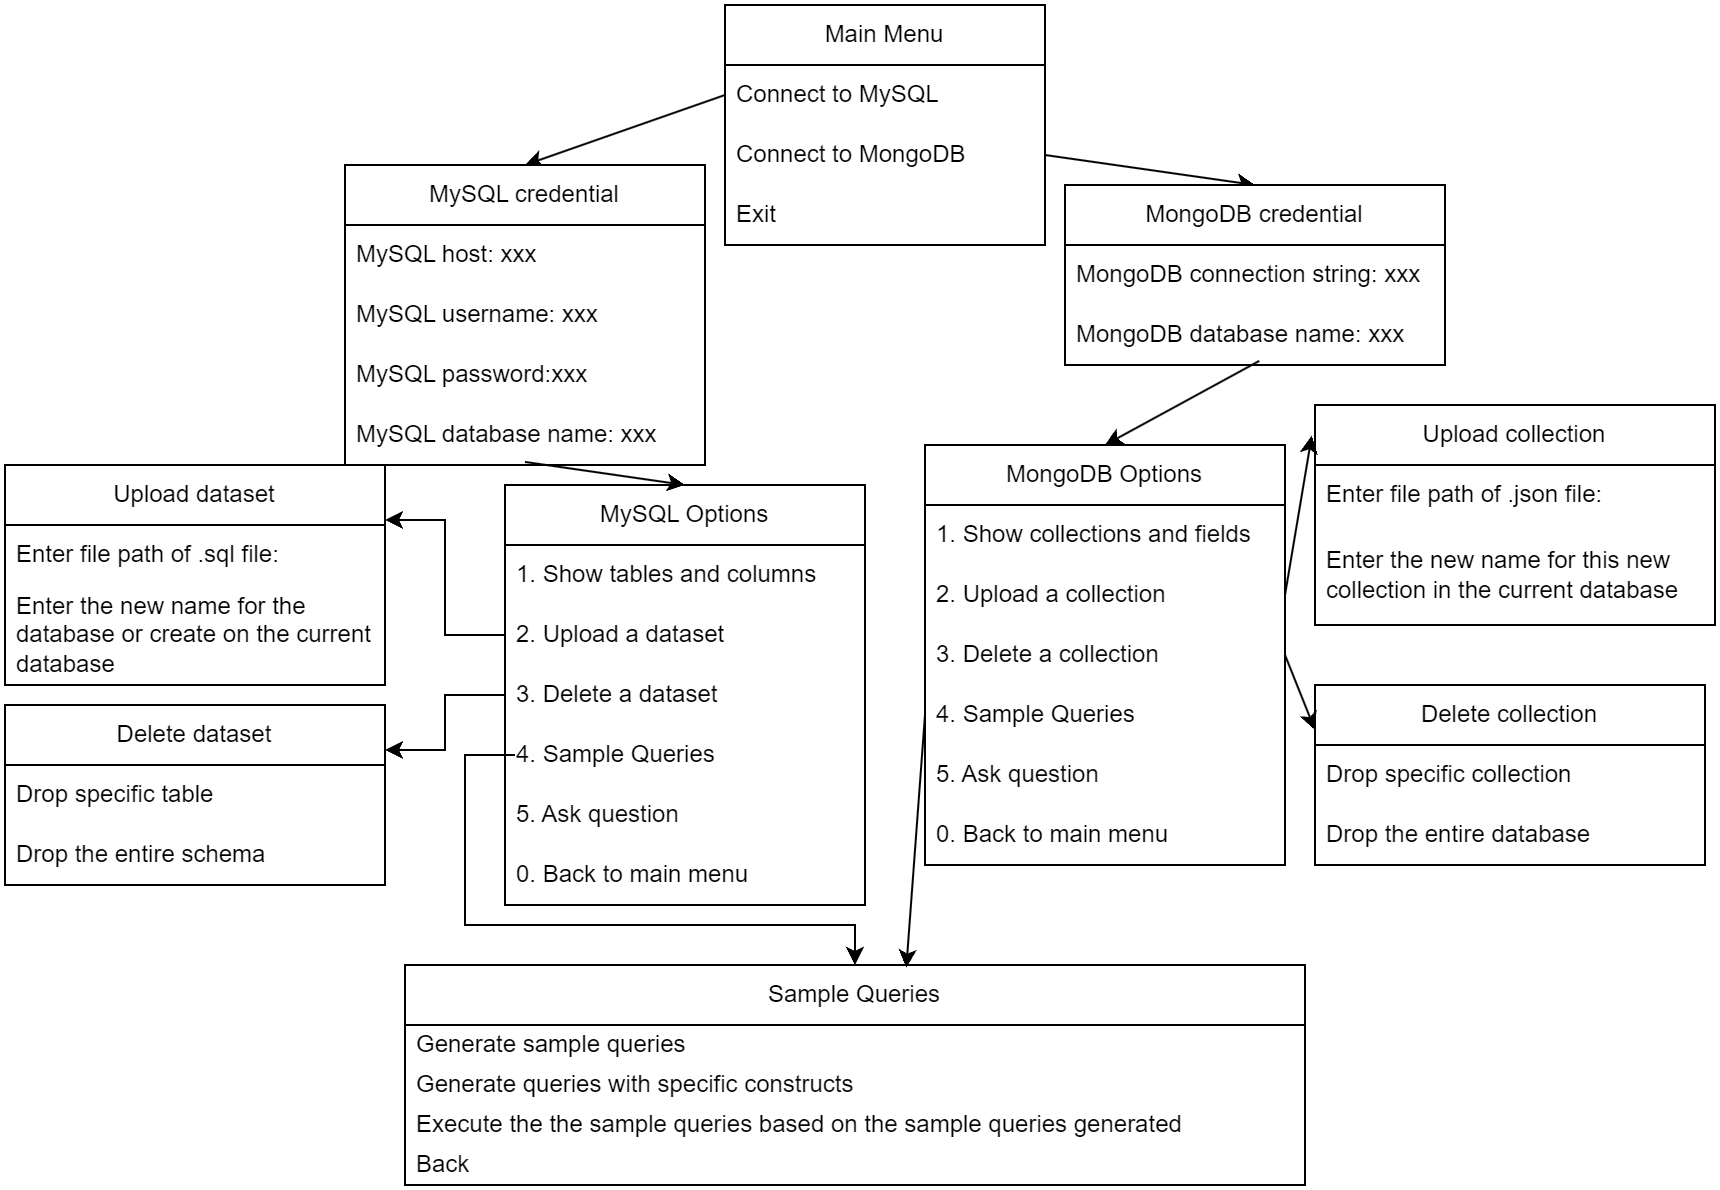 Main Menu
Connect to MySQL
Connect to MongoDB
Exit
MySQL credential
MySQL host: xxx
MySQL username: xxx
MySQL password:xxx
MySQL database name: xxx
MongoDB credential
MongoDB connection string: xxx
MongoDB database name: xxx
Upload dataset
Enter file path of .sql file:
Enter the new name for the
database or create on the current
database
Delete dataset
Drop specific table
Drop the entire schema
MySQL Options
1. Show tables and columns
2. Upload a dataset
3. Delete a dataset
4. Sample Queries
5. Ask question
0. Back to main menu
MongoDB Options
1. Show collections and fields
2. Upload a collection
3. Delete a collection
4. Sample Queries
5. Ask question
0. Back to main menu
Upload collection
Enter file path of .json file:
Enter the new name for this new
collection in the current database
Delete collection
Drop specific collection
Drop the entire database
Sample Queries
Generate sample queries
Generate queries with specific constructs
Execute the the sample queries based on the sample queries generated
Back